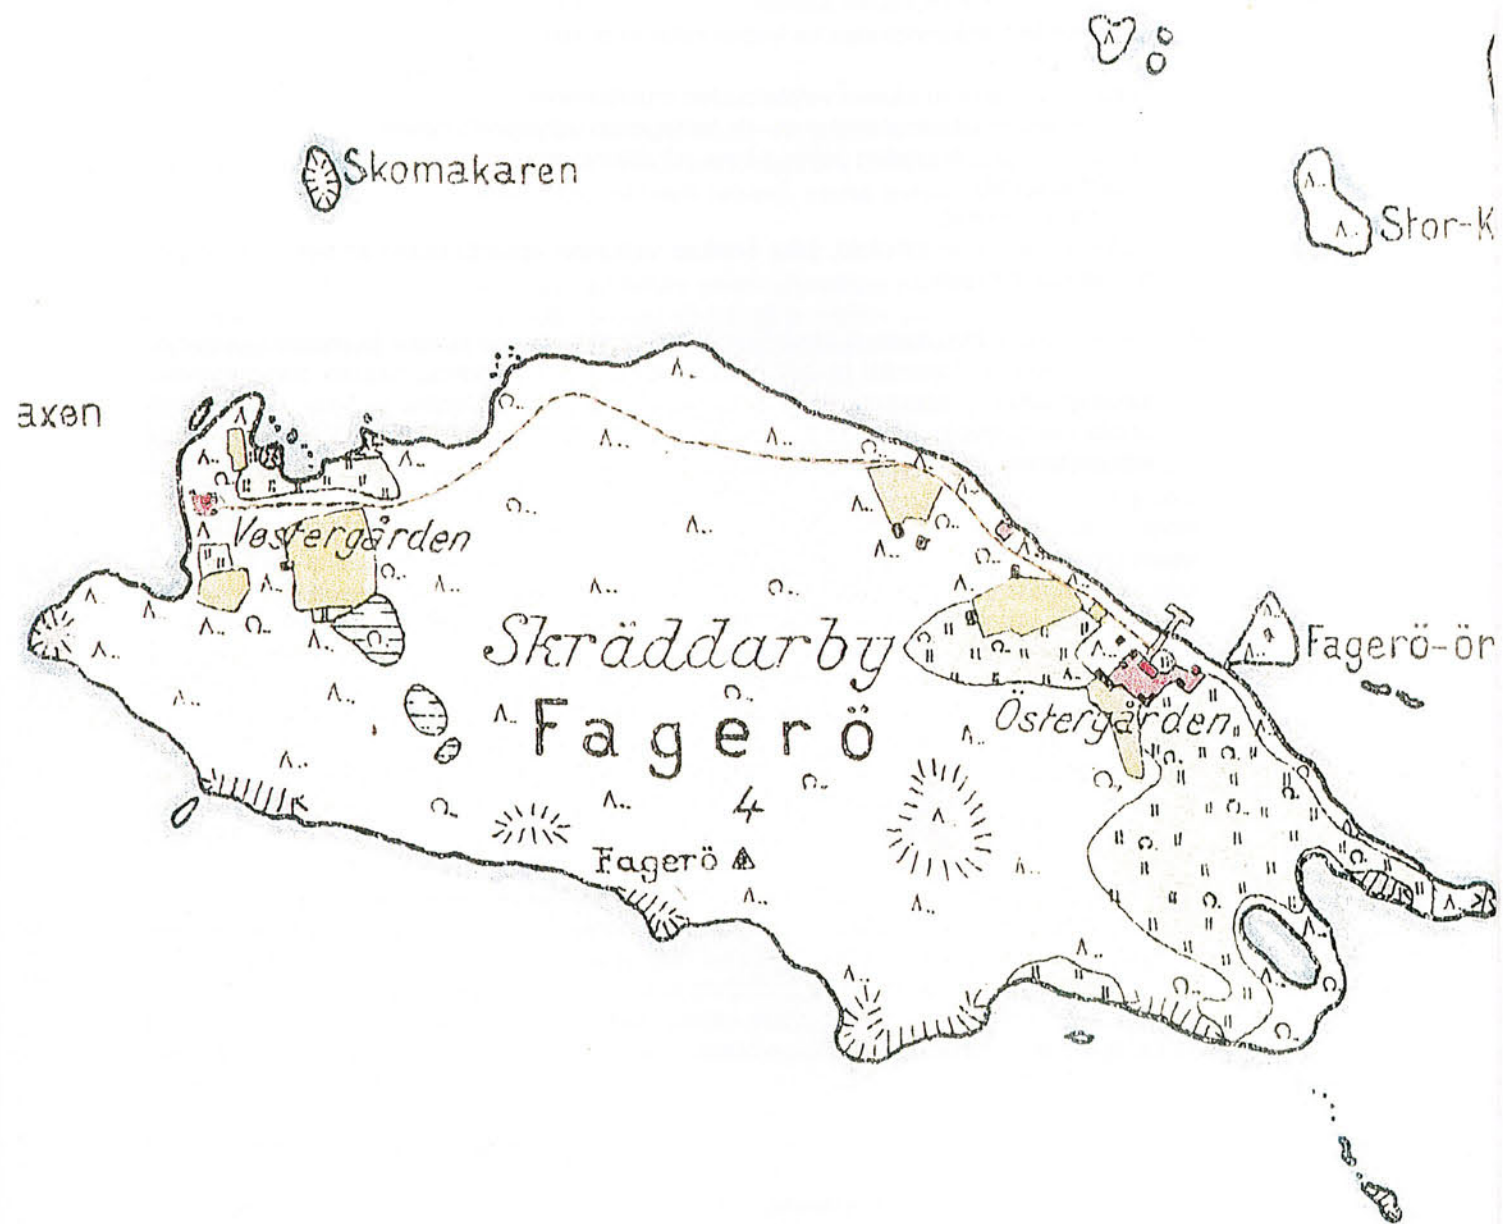 Skomakaren
Stor-K
axen
Vestergården
Skräddarby
Fagerö-ör
Fagerö
Östergården
4
Fagerö